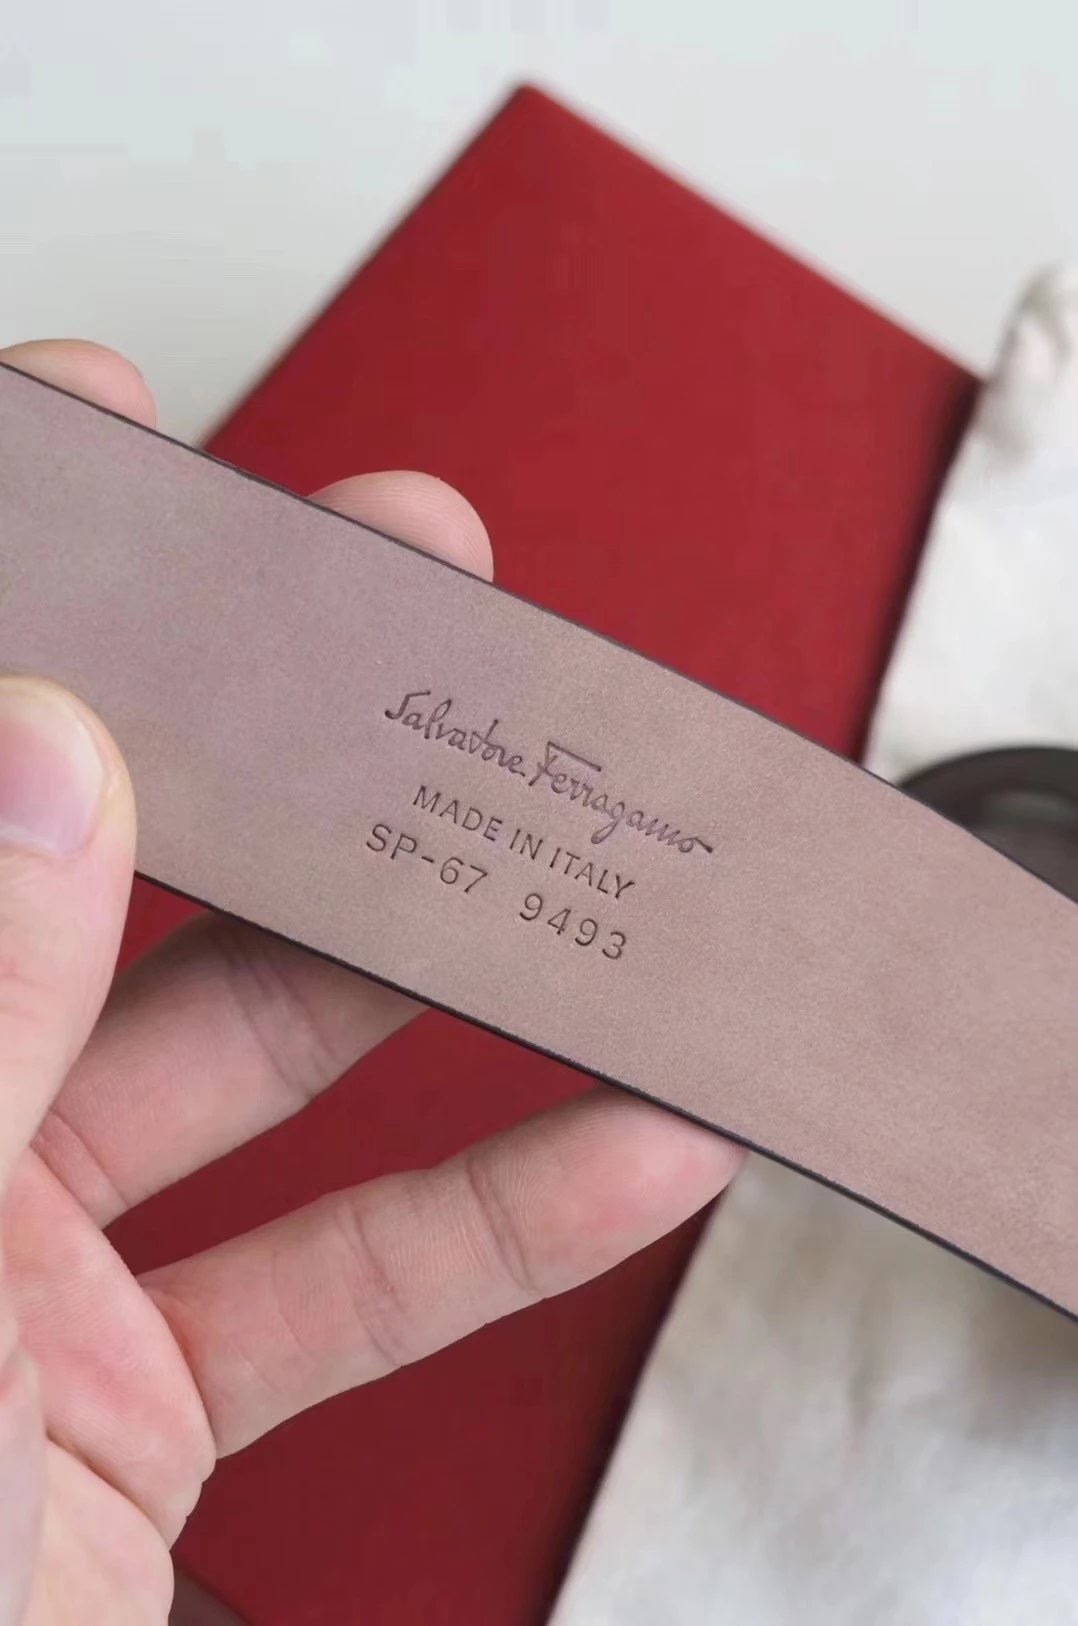 Salvatore Ferragamo
MADE IN ITALY
SP-67 9493